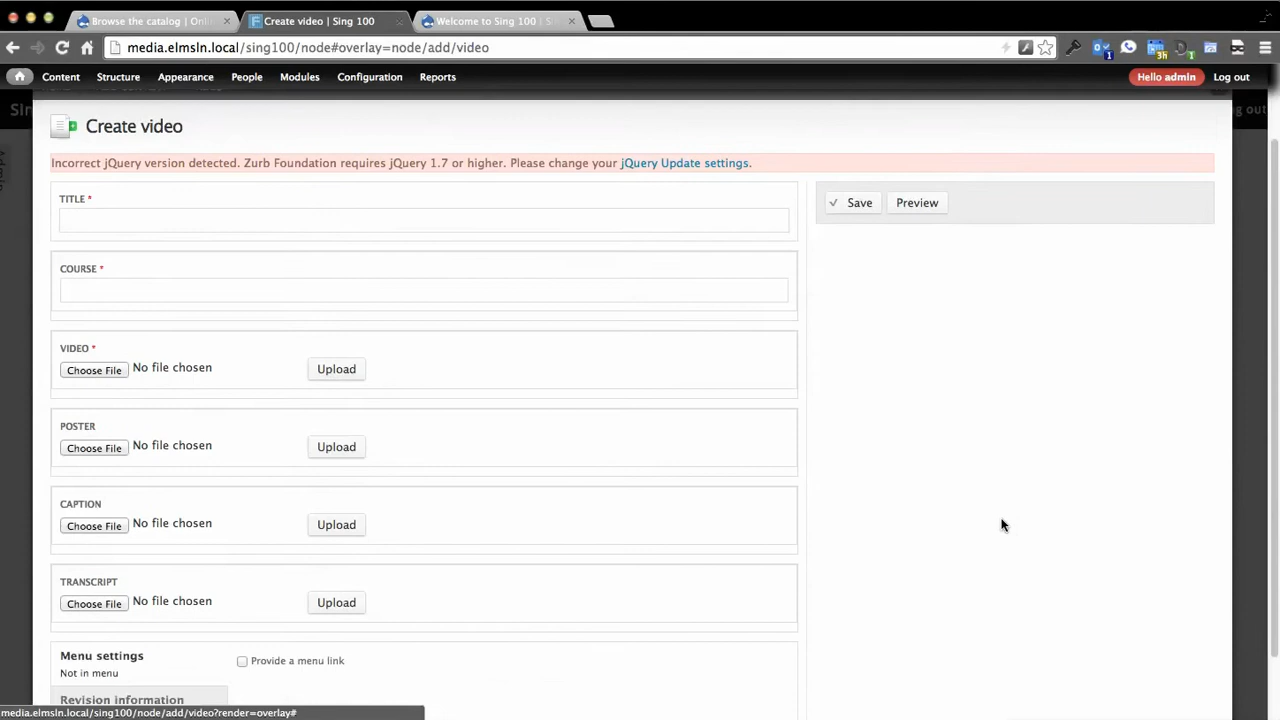 Browse the catalog | Onli
Create video | Sing 100
Welcome to Sing 100 | S
media.elmsln.local/sing100/node#overlay=node/add/video
1
3h
1
Content Structure Appearance People Modules Configuration Reports Hello admin Log out
Create video
Incorrect jQuery version detected. Zurb Foundation requires jQuery 1.7 or higher. Please change your jQuery Update settings.
TITLE *
Save Preview
COURSE *
VIDEO *
Choose File No file chosen Upload
POSTER
Choose File No file chosen Upload
CAPTION
Choose File No file chosen Upload
TRANSCRIPT
Choose File No file chosen Upload
Menu settings
Not in menu
Provide a menu link
Revision information
media.elmsln.local/sing100/node/add/video?render=overlay#